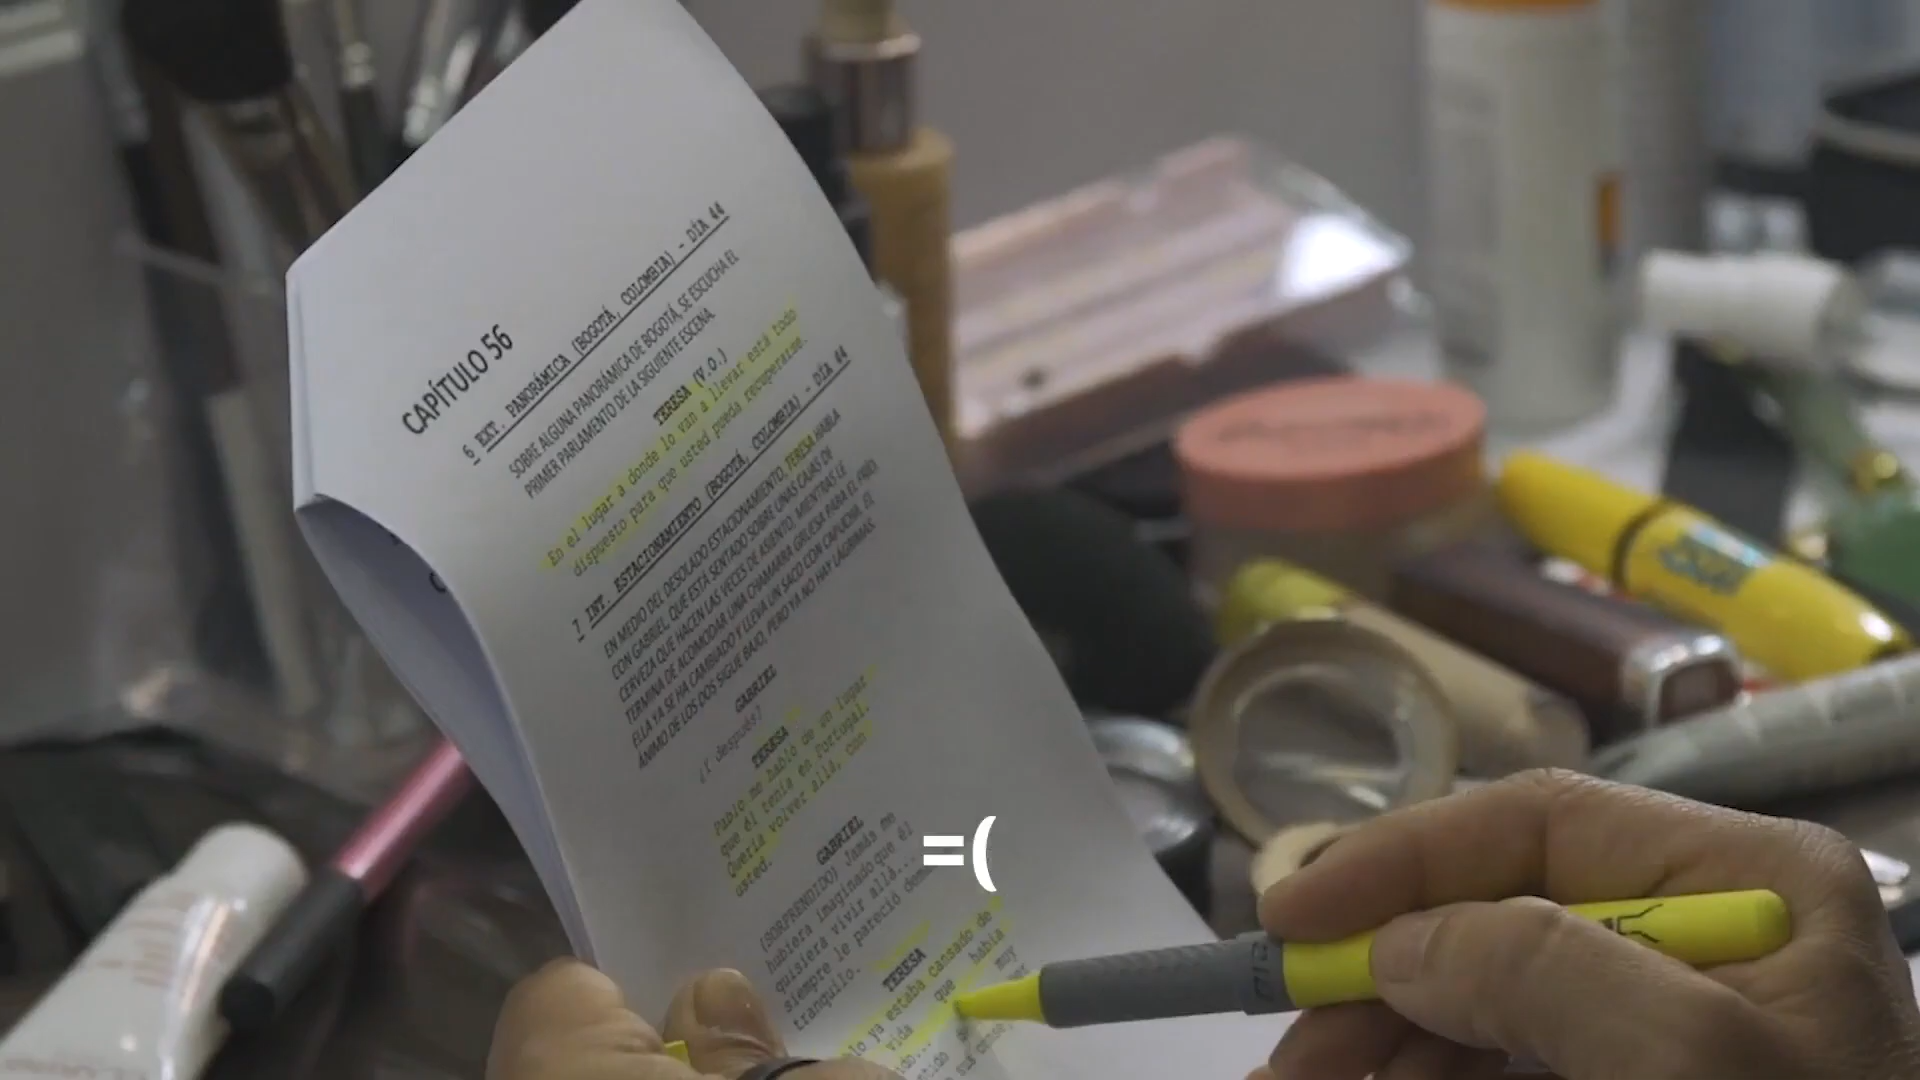 CAPÍTULO 56
6 EXT. PANORÁMICA (BOGOTÁ, COLOMBIA) - DÍA 44
SOBRE ALGUNA PANORÁMICA DE BOGOTÁ, SE ESCUCHA EL
PRIMER PARLAMENTO DE LA SIGUIENTE ESCENA.
TERESA (V.O.)
En el lugar a donde lo van a llevar está todo
dispuesto para que usted pueda recuperarse.
7 INT. ESTACIONAMIENTO (BOGOTÁ, COLOMBIA) - DÍA 44
EN MEDIO DEL DESOLADO ESTACIONAMIENTO, TERESA HABLA
CON GABRIEL, QUE ESTÁ SENTADO SOBRE UNAS CAJAS DE
CERVEZA QUE HACEN LAS VECES DE ASIENTO, MIENTRAS LE
TERMINA DE ACOMODAR UNA CHAMARRA GRUESA PARA EL FRÍO.
ELLA YA SE HA CAMBIADO Y LLEVA UN SACO CON CAPUCHA. EL
ÁNIMO DE LOS DOS SIGUE BAJO, PERO YA NO HAY LÁGRIMAS.
GABRIEL
¿Y después?
TERESA
Pablo me habló de un lugar
que él tenía en Portugal.
Quería volver allá, con
usted.
GABRIEL
(SORPRENDIDO) Jamás me
hubiera imaginado que él
quisiera vivir allá...
siempre le pareció
tranquilo.
=(
TERESA
ya estaba cansado de
vida que había
muy
BIC